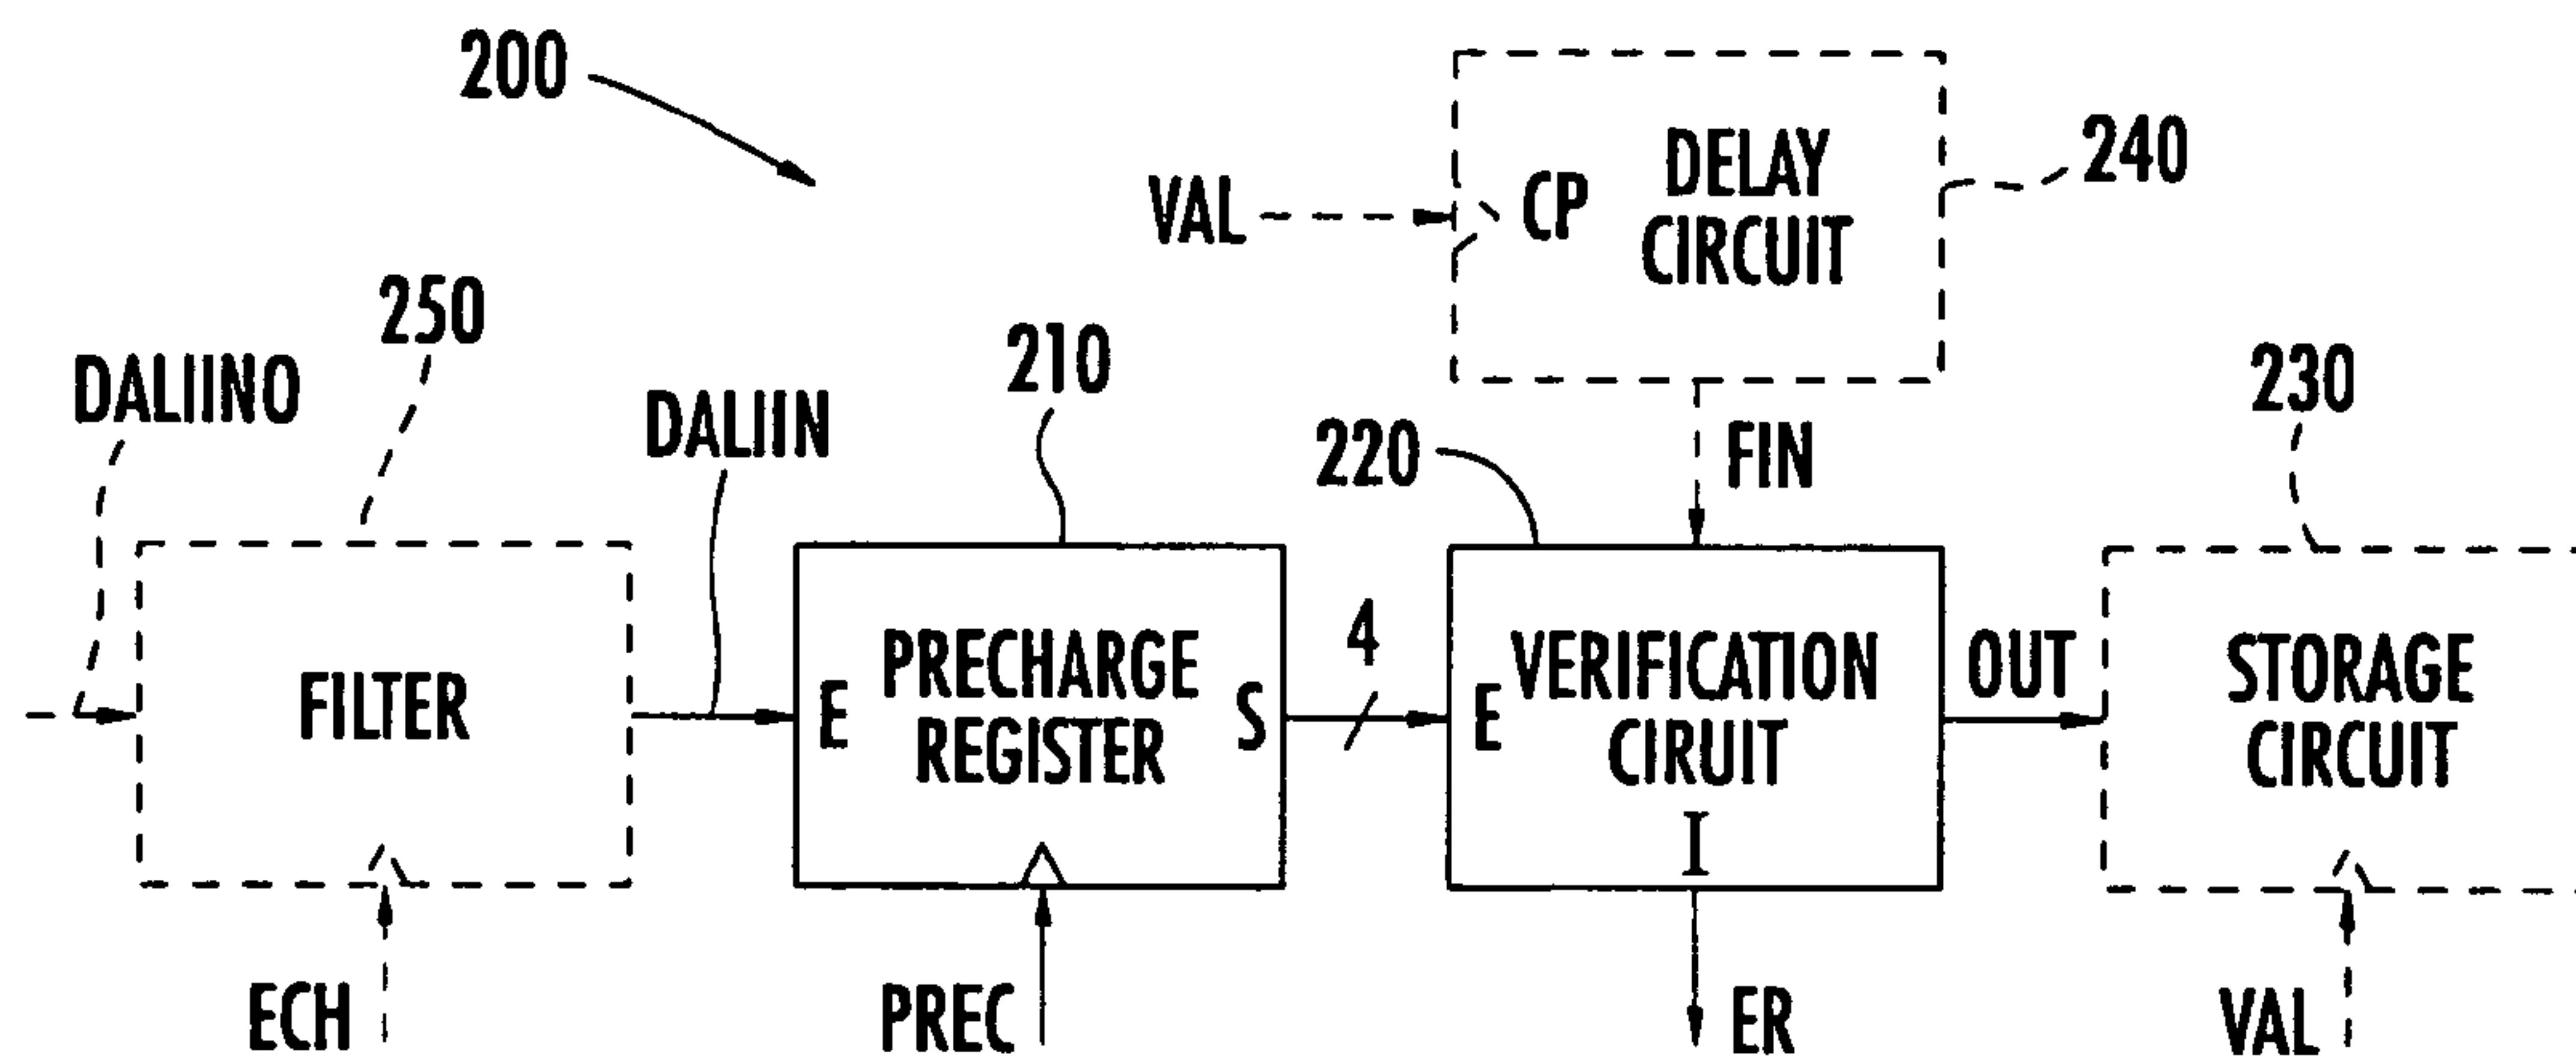 200
VAL
CP
DELAY
CIRCUIT
240
250
DALIINO
DALIIN
210
220
FIN
230
FILTER
E
PRECHARGE
REGISTER
S
4
E
VERIFICATION
CIRUIT
I
OUT
STORAGE
CIRCUIT
ECH
PREC
ER
VAL